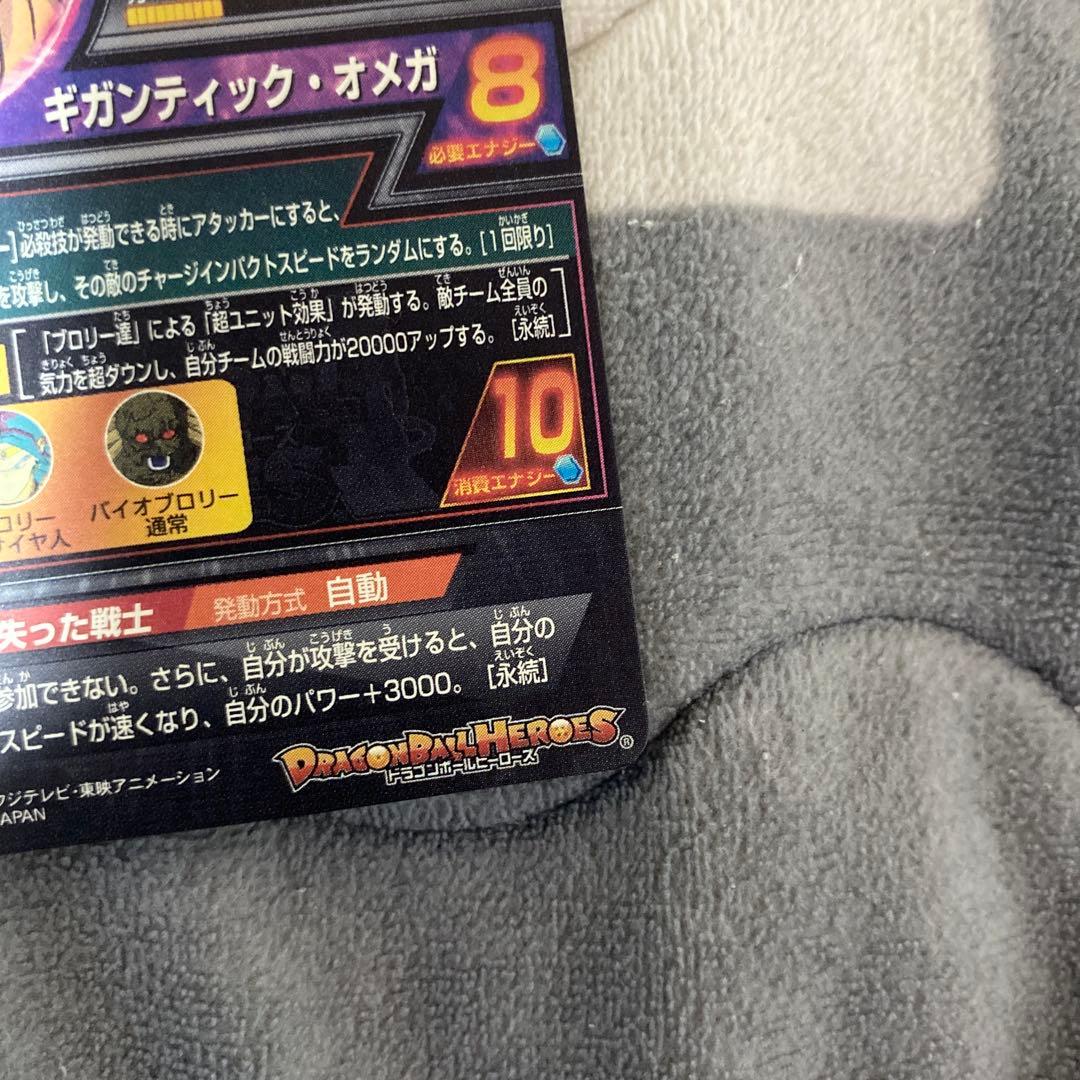 ギガンティック・オメガ
8
必要エナジー
ー]必殺技が発動できる時にアタッカーにすると、
を攻撃し、その敵のチャージインパクトスピードをランダムにする。[1回限り]
「ブロリー達」による「超ユニット効果」が発動する。敵チーム全員の
気力を超ダウンし、自分チームの戦闘力が20000アップする。[永続]
10
消費エナジー
ロリー
サイヤ人
バイオブロリー
通常
失った戦士
発動方式 自動
参加できない。さらに、自分が攻撃を受けると、自分の
スピードが速くなり、自分のパワー+3000。[永続]
DRAGONBALL HEROES®
ドラゴンボールヒーローズ
フジテレビ・東映アニメーション
JAPAN